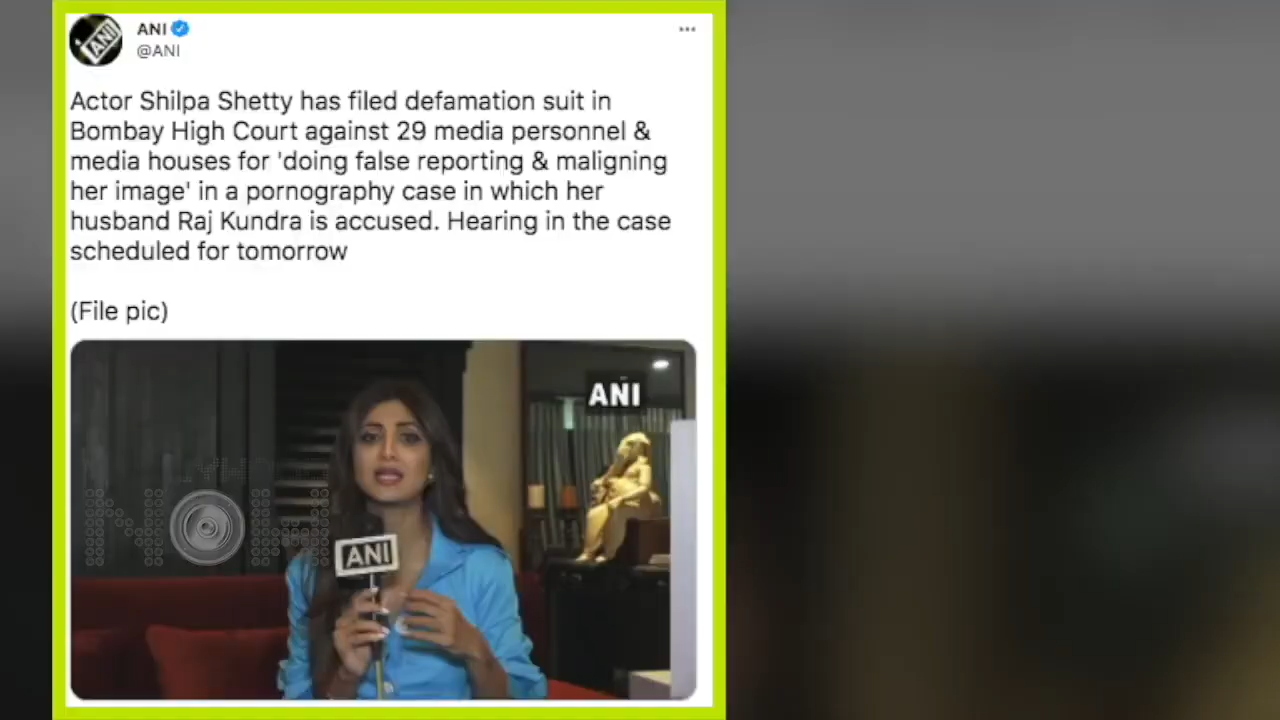 ANI
ANI
@ANI
Actor Shilpa Shetty has filed defamation suit in
Bombay High Court against 29 media personnel &
media houses for 'doing false reporting & maligning
her image' in a pornography case in which her
husband Raj Kundra is accused. Hearing in the case
scheduled for tomorrow
(File pic)
ANI
NOW
ANI